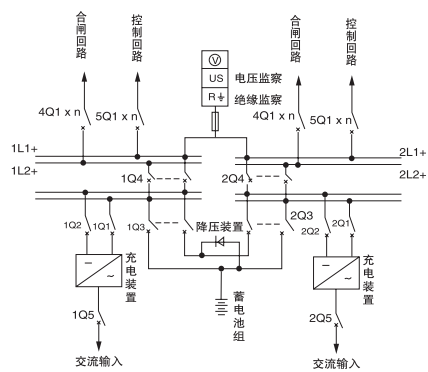 合闸回路
控制回路
合闸回路
控制回路
V
US
电压监察
R
绝缘监察
4Q1 x n
5Q1 x n
4Q1 x n
5Q1 x n
1L1+
2L1+
1L2+
2L2+
1Q4
2Q4
1Q2
1Q1
1Q3
降压装置
2Q3
2Q2
2Q1
充电装置
充电装置
~
~
1Q5
蓄电池组
2Q5
交流输入
交流输入